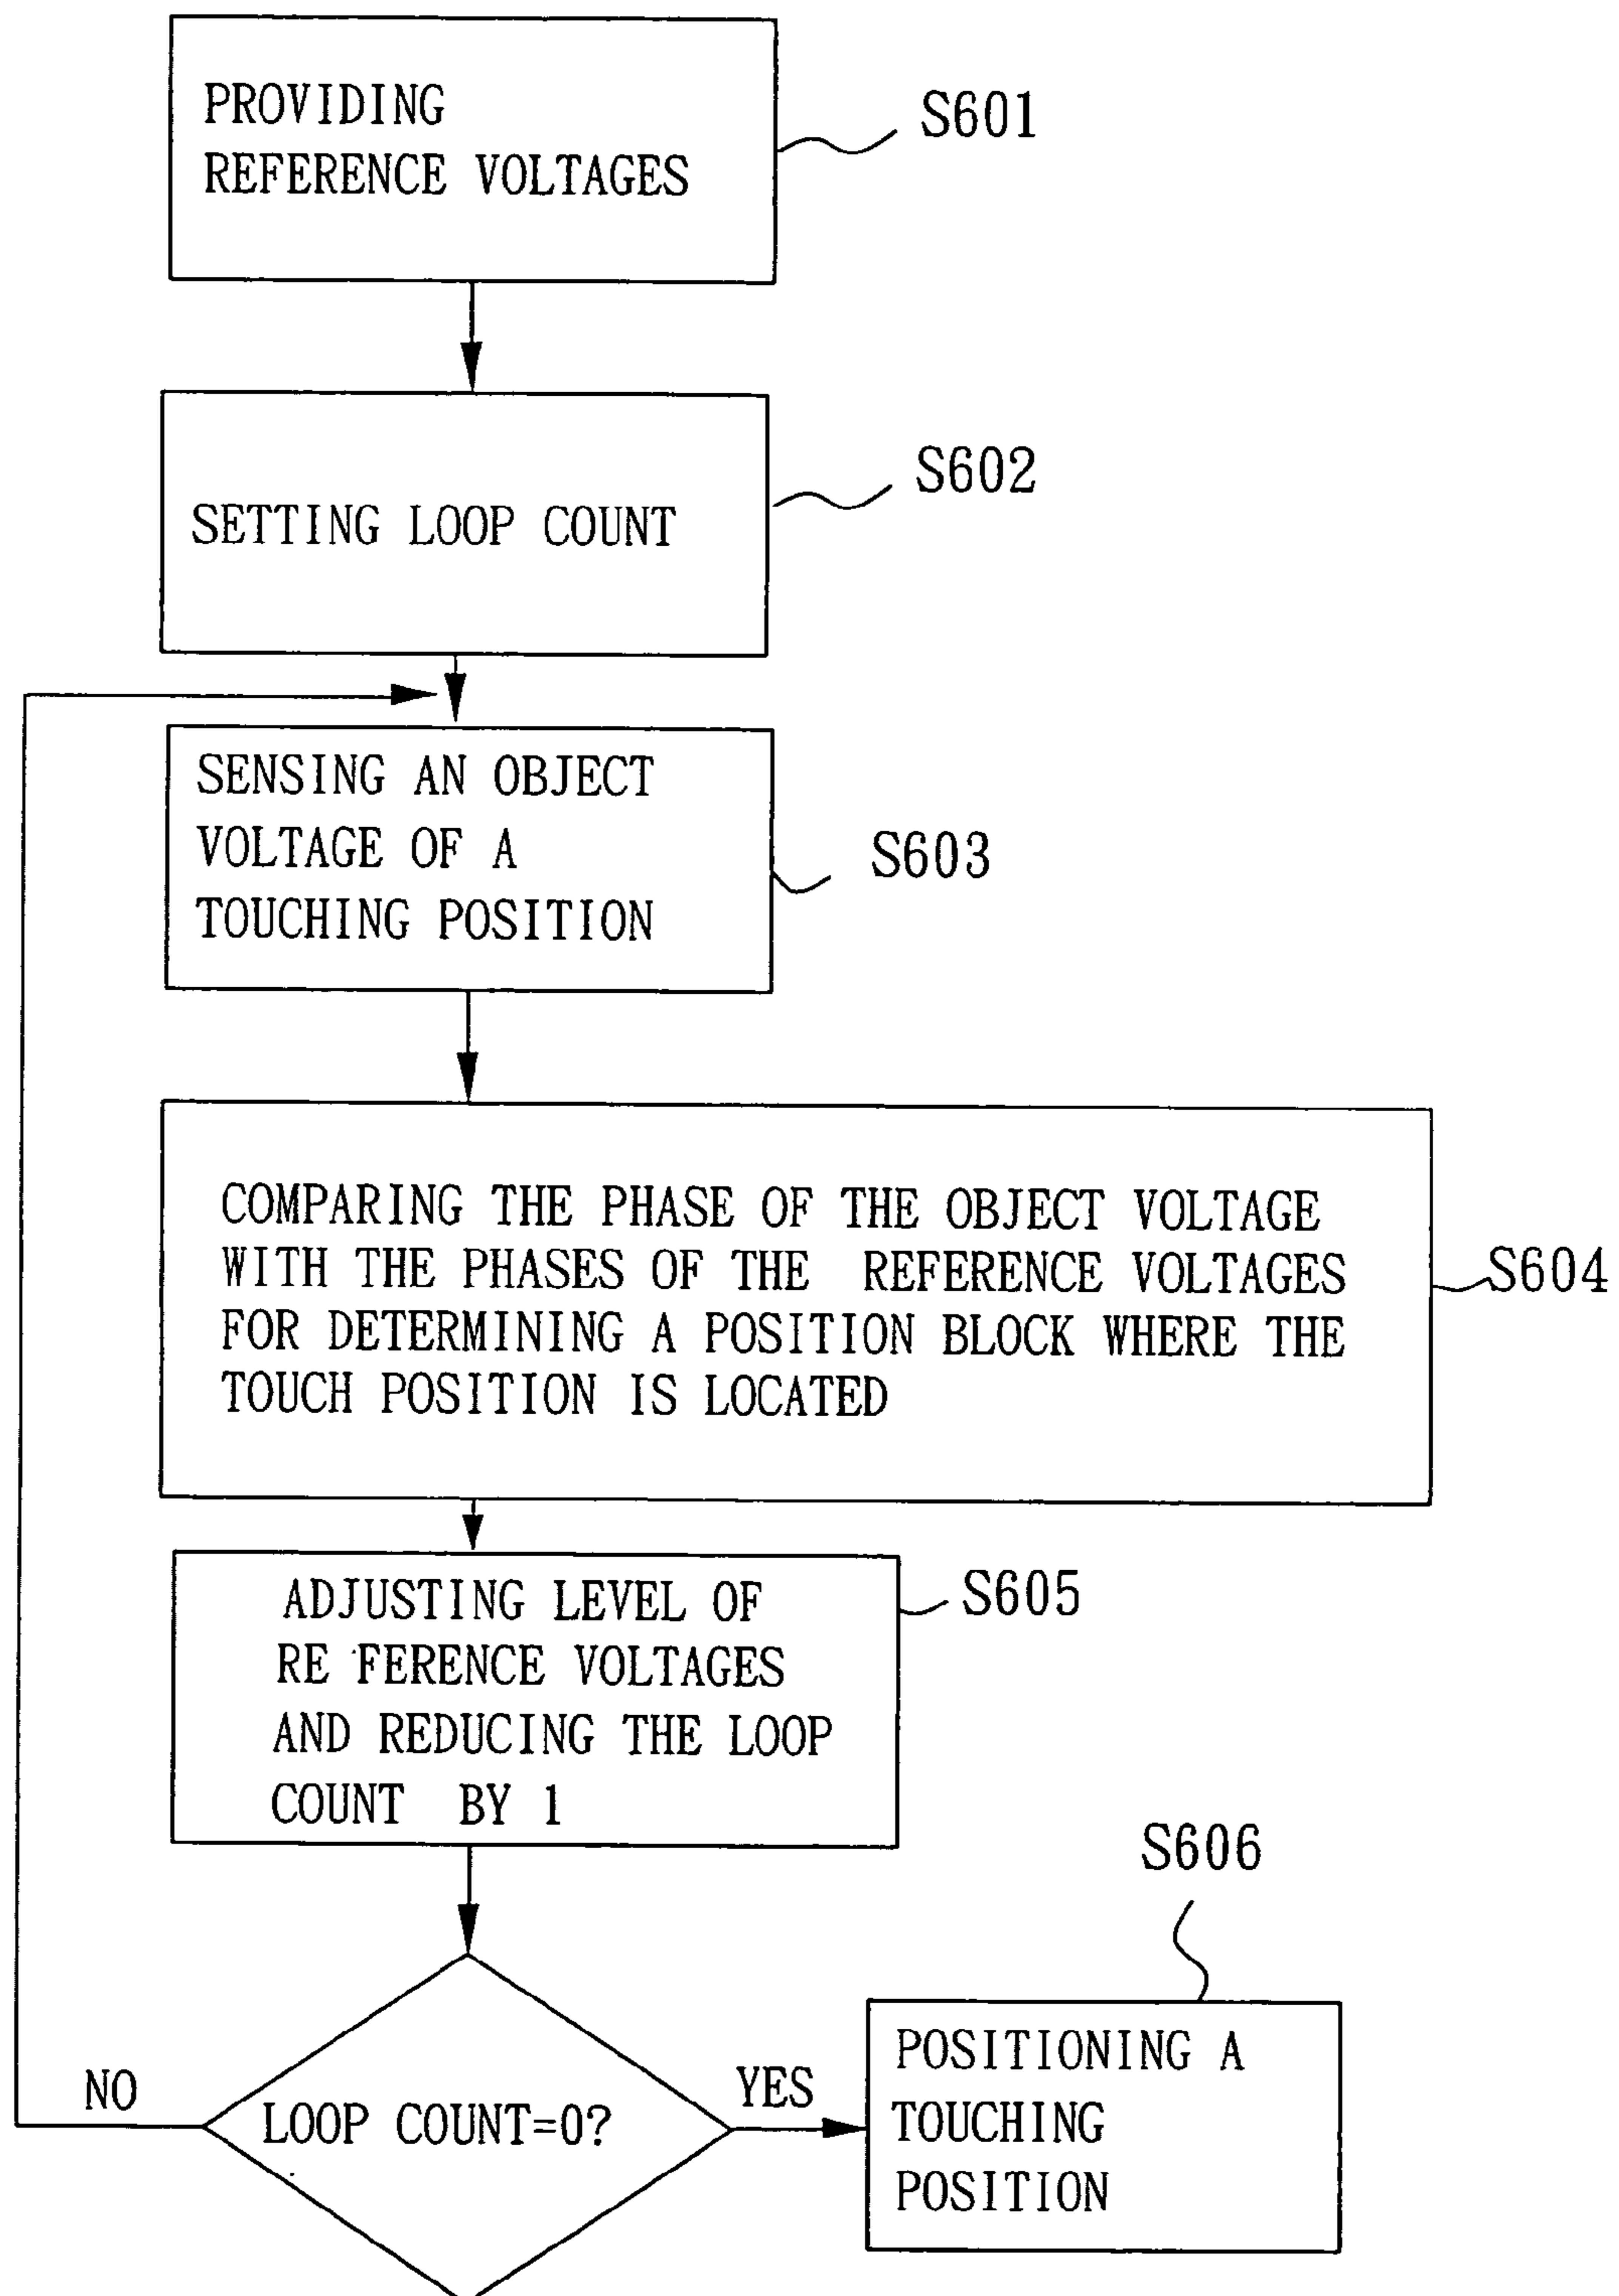 PROVIDING
REFERENCE VOLTAGES
S601
SETTING LOOP COUNT
S602
SENSING AN OBJECT
VOLTAGE OF A
TOUCHING POSITION
S603
COMPARING THE PHASE OF THE OBJECT VOLTAGE
WITH THE PHASES OF THE REFERENCE VOLTAGES
FOR DETERMINING A POSITION BLOCK WHERE THE
TOUCH POSITION IS LOCATED
S604
ADJUSTING LEVEL OF
RE FERENCE VOLTAGES
AND REDUCING THE LOOP
COUNT BY 1
S605
LOOP COUNT=0?
NO
YES
S606
POSITIONING A
TOUCHING
POSITION